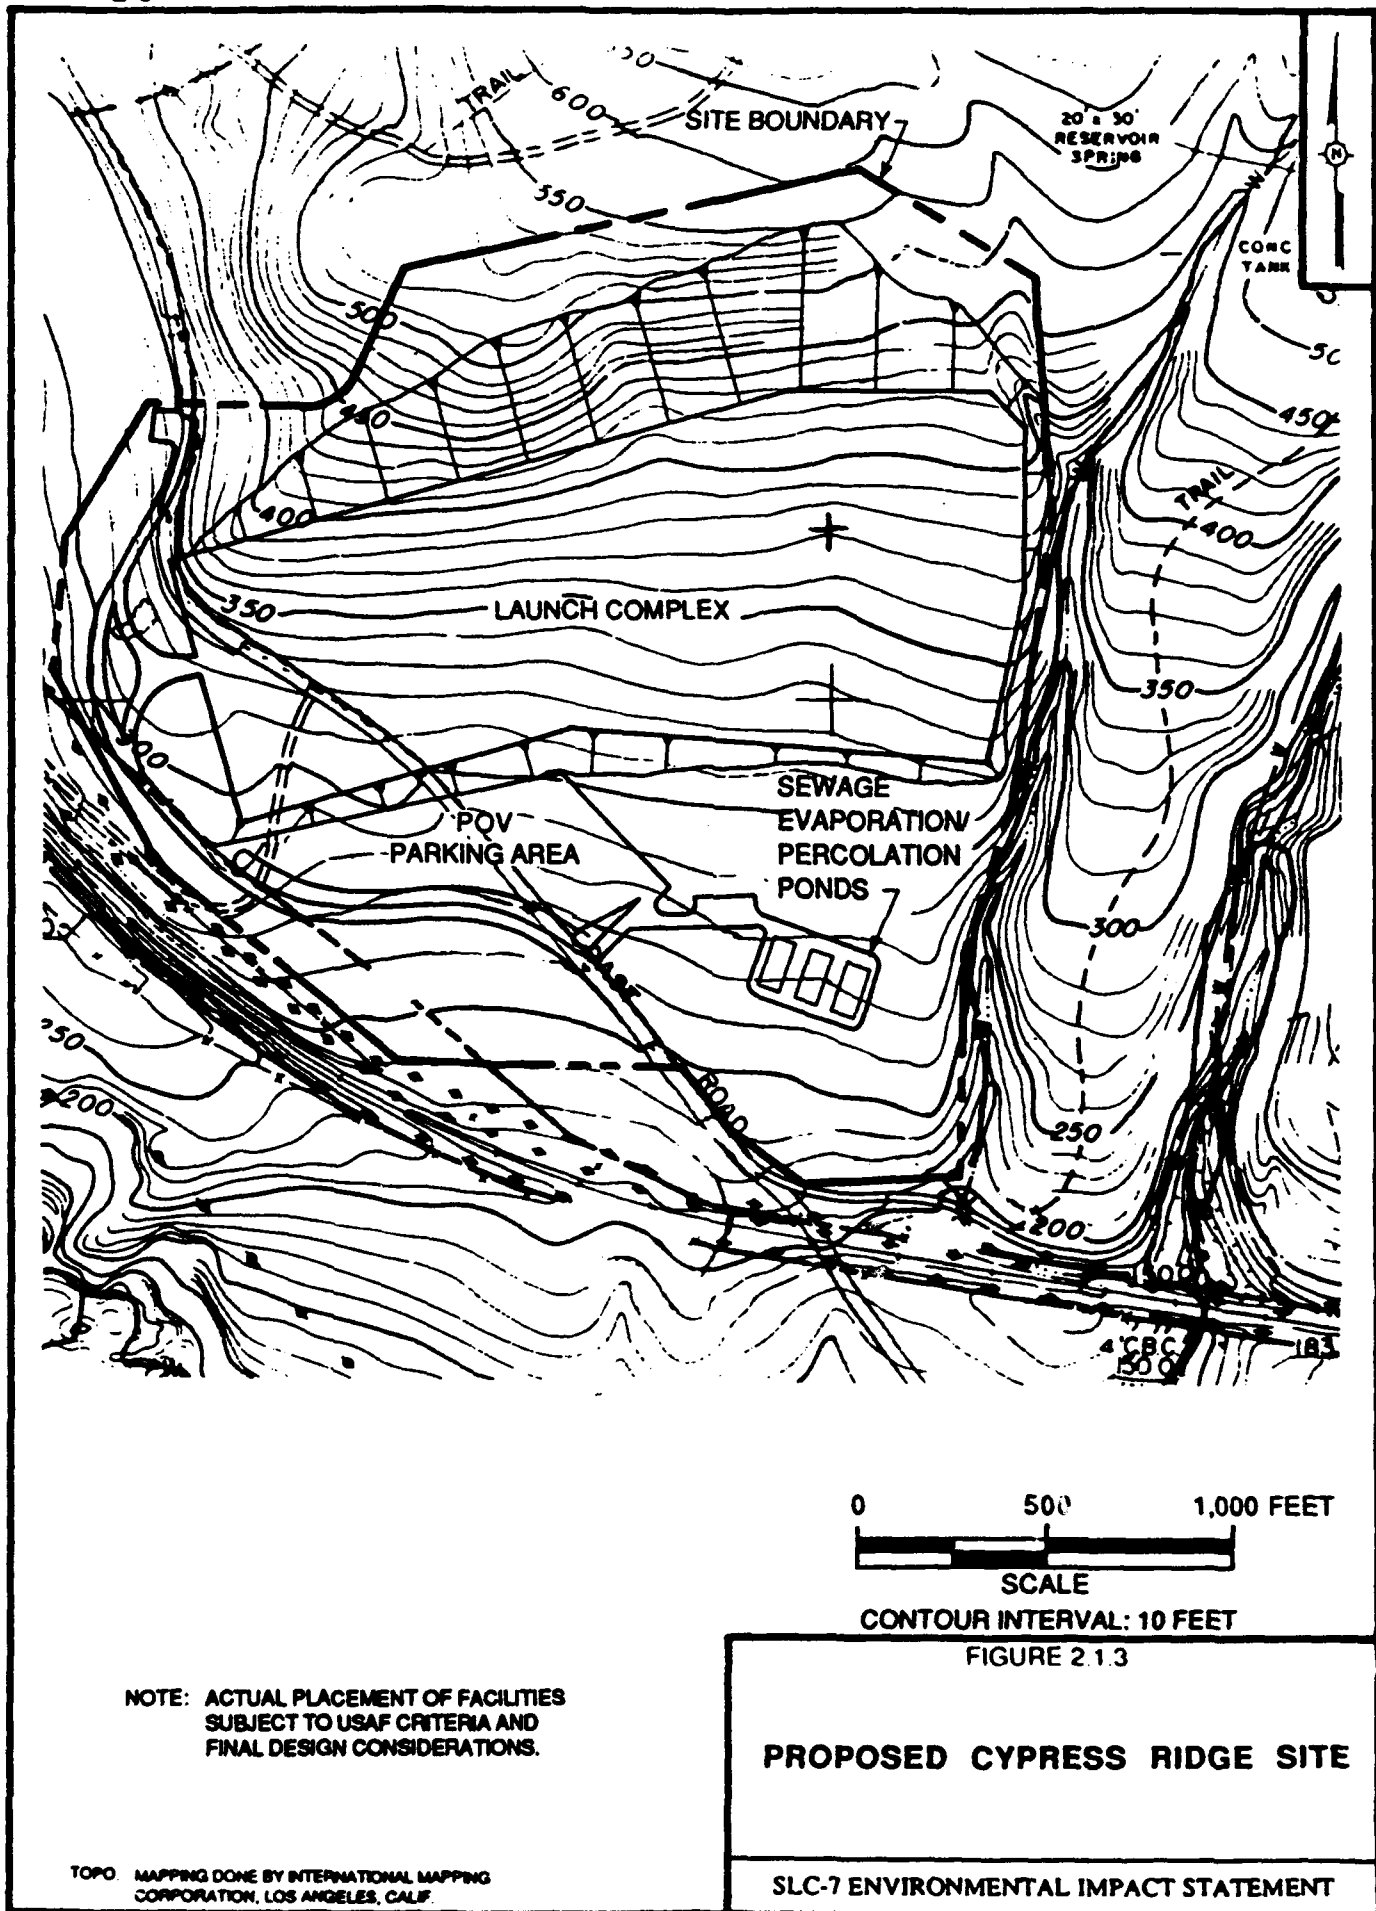 TRAIL
600
SITE BOUNDARY
20' x 30'
RESERVOIR
SPRING
W
N
550
CONC
TANK
500
450
450
TRAIL
400
400
350
LAUNCH COMPLEX
350
300
SEWAGE
EVAPORATION/
PERCOLATION
PONDS
POV
PARKING AREA
300
ROAD
250
200
250
200
4' CBC
183
0 500 1,000 FEET
SCALE
CONTOUR INTERVAL: 10 FEET
FIGURE 2.1.3
NOTE: ACTUAL PLACEMENT OF FACILITIES
SUBJECT TO USAF CRITERIA AND
FINAL DESIGN CONSIDERATIONS.
PROPOSED CYPRESS RIDGE SITE
TOPO. MAPPING DONE BY INTERNATIONAL MAPPING
CORPORATION, LOS ANGELES, CALIF.
SLC-7 ENVIRONMENTAL IMPACT STATEMENT